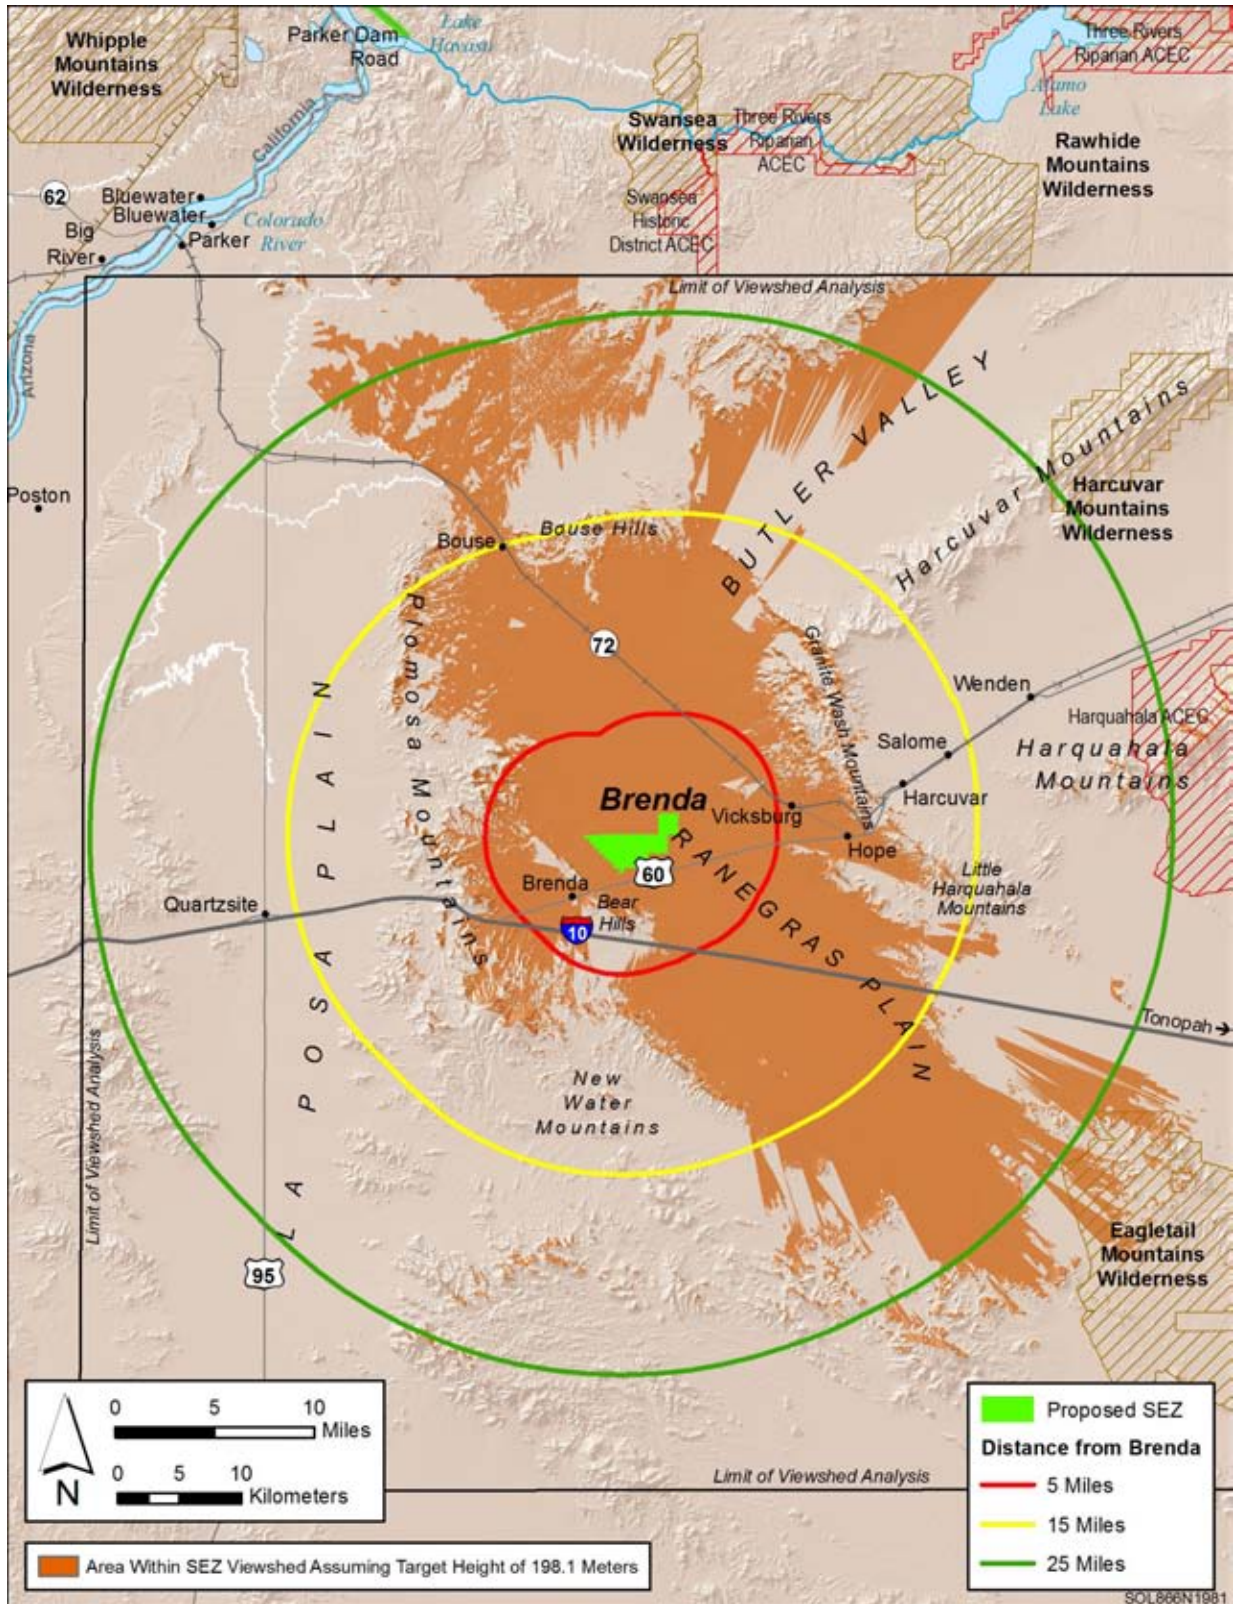 Whipple
Mountains
Wilderness
Parker Dam
Road
Lake
Havasu
Three Rivers
Riparian ACEC
Alamo
Lake
Swansea
Wilderness
Three Rivers
Riparian
ACEC
Rawhide
Mountains
Wilderness
California
62
Bluewater
Bluewater
Colorado
River
Big
River
Parker
Swansea
Historic
District ACEC
Limit of Viewshed Analysis
Arizona
BUTLER VALLEY
Harcuvar Mountains
Harcuvar
Mountains
Wilderness
Poston
Bouse
Bouse Hills
Plomosa Mountains
72
Granite Wash Mountains
Wenden
Harquahala ACEC
Harquahala
Mountains
Salome
Harcuvar
LA POSA PLAIN
Brenda
Vicksburg
Hope
RANEGRAS PLAIN
60
Little
Harquahala
Mountains
Brenda
Bear
Hills
Quartzsite
10
Tonopah
Limit of Viewshed Analysis
New
Water
Mountains
Eagletail
Mountains
Wilderness
95
0 5 10
Miles
0 5 10
Kilometers
N
Limit of Viewshed Analysis
Proposed SEZ
Distance from Brenda
5 Miles
15 Miles
25 Miles
Area Within SEZ Viewshed Assuming Target Height of 198.1 Meters
SOL866N1981